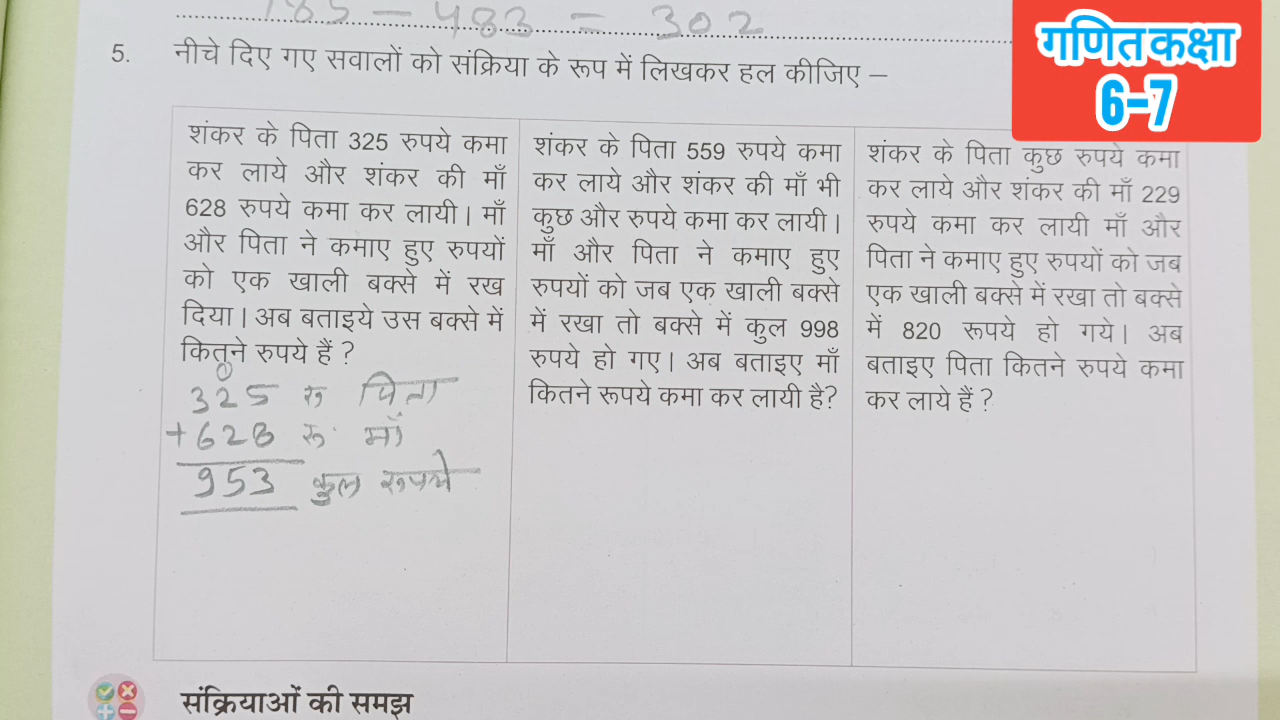 785 – 483 = 302
गणित कक्षा
6-7
5. नीचे दिए गए सवालों को संक्रिया के रूप में लिखकर हल कीजिए –
शंकर के पिता 325 रुपये कमा
कर लाये और शंकर की माँ
628 रुपये कमा कर लायी। माँ
और पिता ने कमाए हुए रुपयों
को एक खाली बक्से में रख
दिया। अब बताइये उस बक्से में
कितने रुपये हैं ?
325 रु पिता
+628 रु माँ
953 कुल रूपये
शंकर के पिता 559 रुपये कमा
कर लाये और शंकर की माँ भी
कुछ और रुपये कमा कर लायी।
माँ और पिता ने कमाए हुए
रुपयों को जब एक खाली बक्से
में रखा तो बक्से में कुल 998
रुपये हो गए। अब बताइए माँ
कितने रूपये कमा कर लायी है?
शंकर के पिता कुछ रुपये कमा
कर लाये और शंकर की माँ 229
रुपये कमा कर लायी माँ और
पिता ने कमाए हुए रुपयों को जब
एक खाली बक्से में रखा तो बक्से
में 820 रूपये हो गये। अब
बताइए पिता कितने रुपये कमा
कर लाये हैं ?
संक्रियाओं की समझ